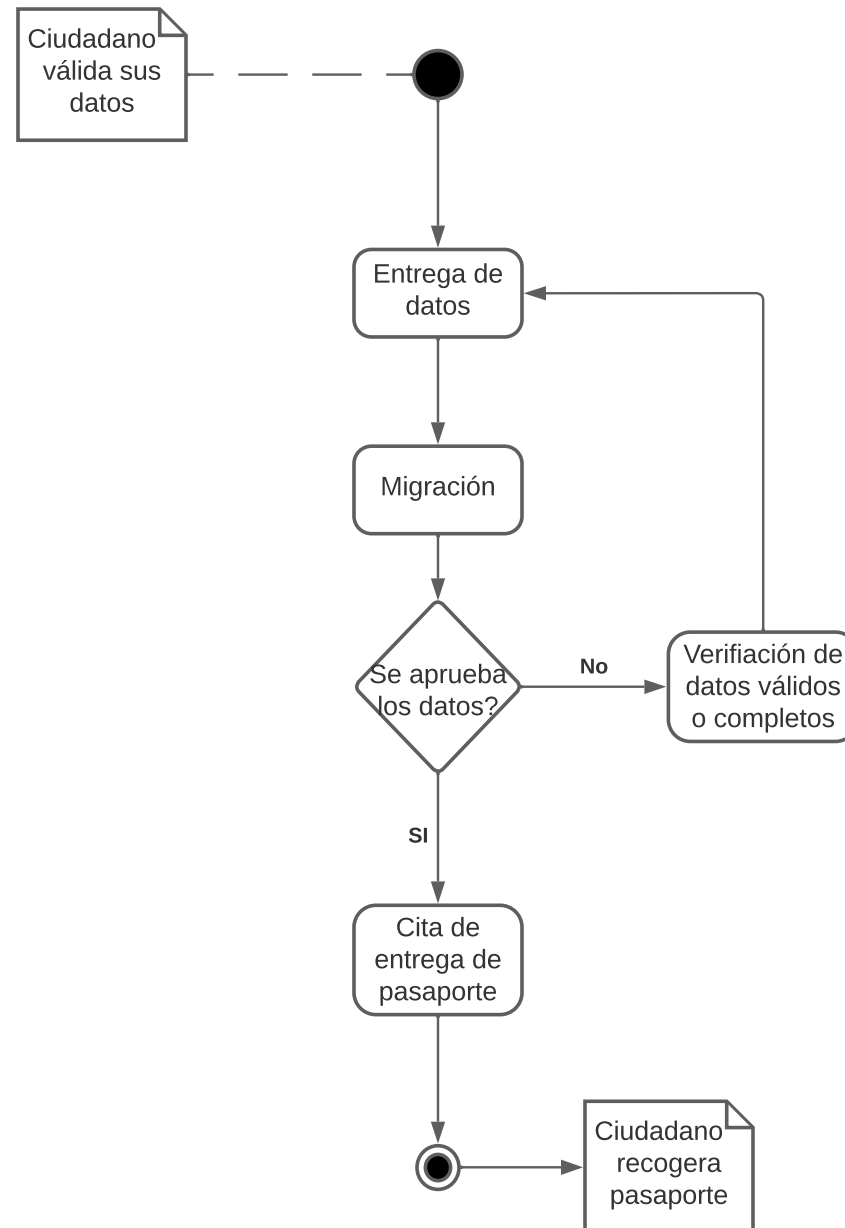 Ciudadano
válida sus
datos
Entrega de
datos
Migración
Se aprueba
los datos?
No
Verifiación de
datos válidos
o completos
SI
Cita de
entrega de
pasaporte
Ciudadano
recogera
pasaporte